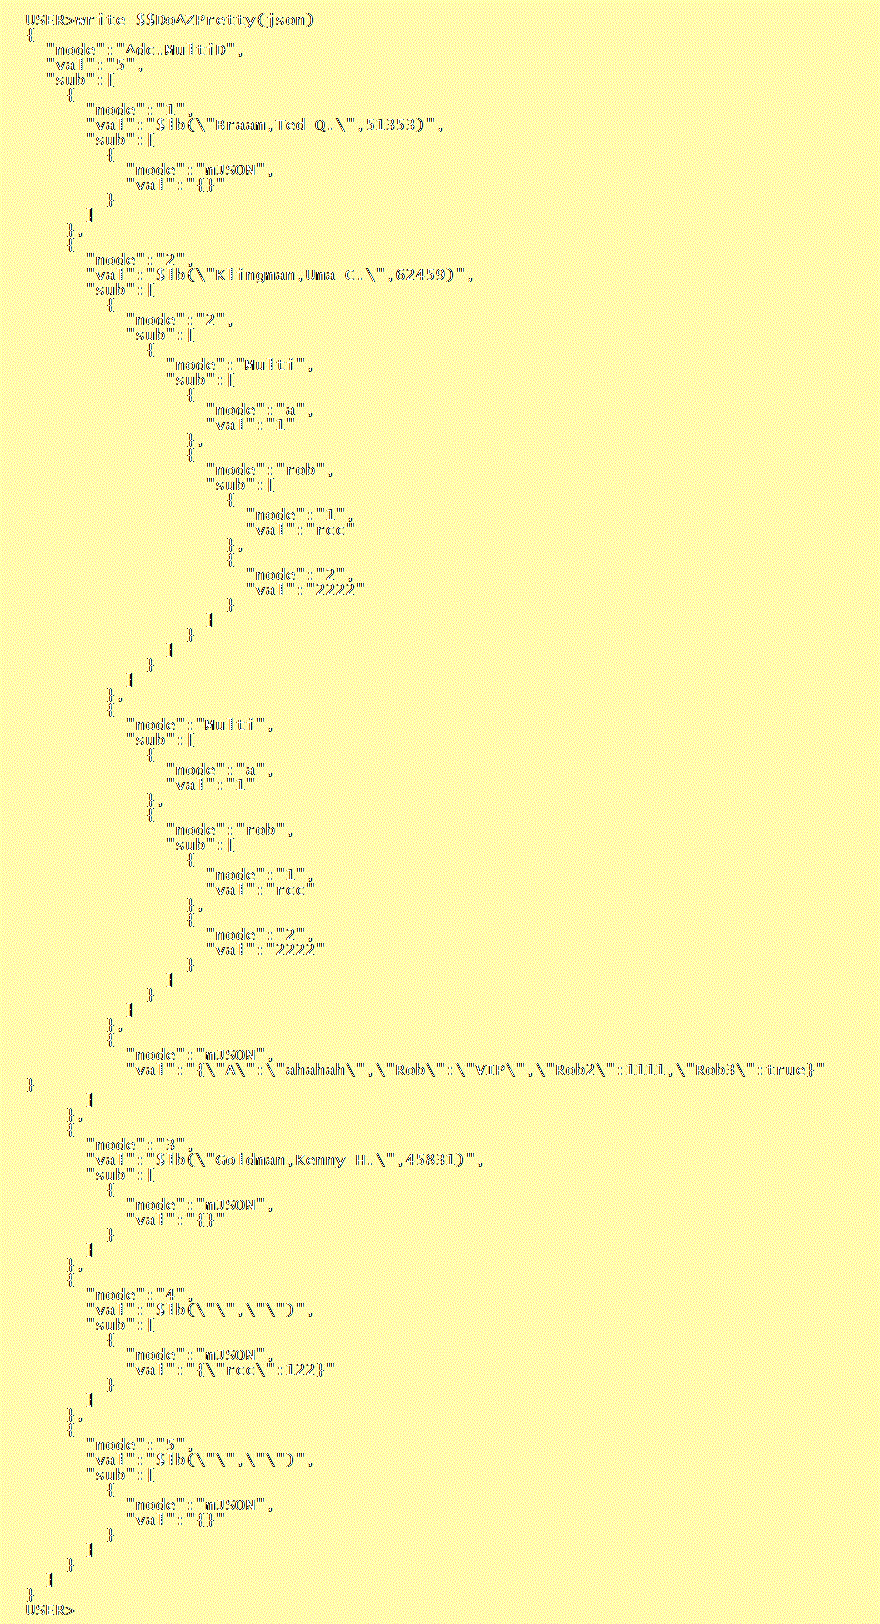 USER>write $$DoAZPretty(json)
{
  "node":"Adc.MultiD",
  "val":"5",
  "sub":[
    {
      "node":"1",
      "val":"$lb(\"Braam,Ted Q.\",51353)",
      "sub":[
        {
          "node":"mJSON",
          "val":"{}"
        }
      ]
    },
    {
      "node":"2",
      "val":"$lb(\"Klingman,Uma C.\",62459)",
      "sub":[
        {
          "node":"2",
          "sub":[
            {
              "node":"Multi",
              "sub":[
                {
                  "node":"a",
                  "val":"1"
                },
                {
                  "node":"rob",
                  "sub":[
                    {
                      "node":"1",
                      "val":"rcc"
                    },
                    {
                      "node":"2",
                      "val":"2222"
                    }
                  ]
                }
              ]
            }
          ]
        },
        {
          "node":"Multi",
          "sub":[
            {
              "node":"a",
              "val":"1"
            },
            {
              "node":"rob",
              "sub":[
                {
                  "node":"1",
                  "val":"rcc"
                },
                {
                  "node":"2",
                  "val":"2222"
                }
              ]
            }
          ]
        },
        {
          "node":"mJSON",
          "val":"{\"A\":\"ahahah\",\"Rob\":\"VIP\",\"Rob2\":1111,\"Rob3\":true}"
}
      ]
    },
    {
      "node":"3",
      "val":"$lb(\"Goldman,Kenny H.\",45831)",
      "sub":[
        {
          "node":"mJSON",
          "val":"{}"
        }
      ]
    },
    {
      "node":"4",
      "val":"$lb(\"\",\"\")",
      "sub":[
        {
          "node":"mJSON",
          "val":"{\"rcc\":122}"
        }
      ]
    },
    {
      "node":"5",
      "val":"$lb(\"\",\"\")",
      "sub":[
        {
          "node":"mJSON",
          "val":"{}"
        }
      ]
    }
  ]
}
USER>